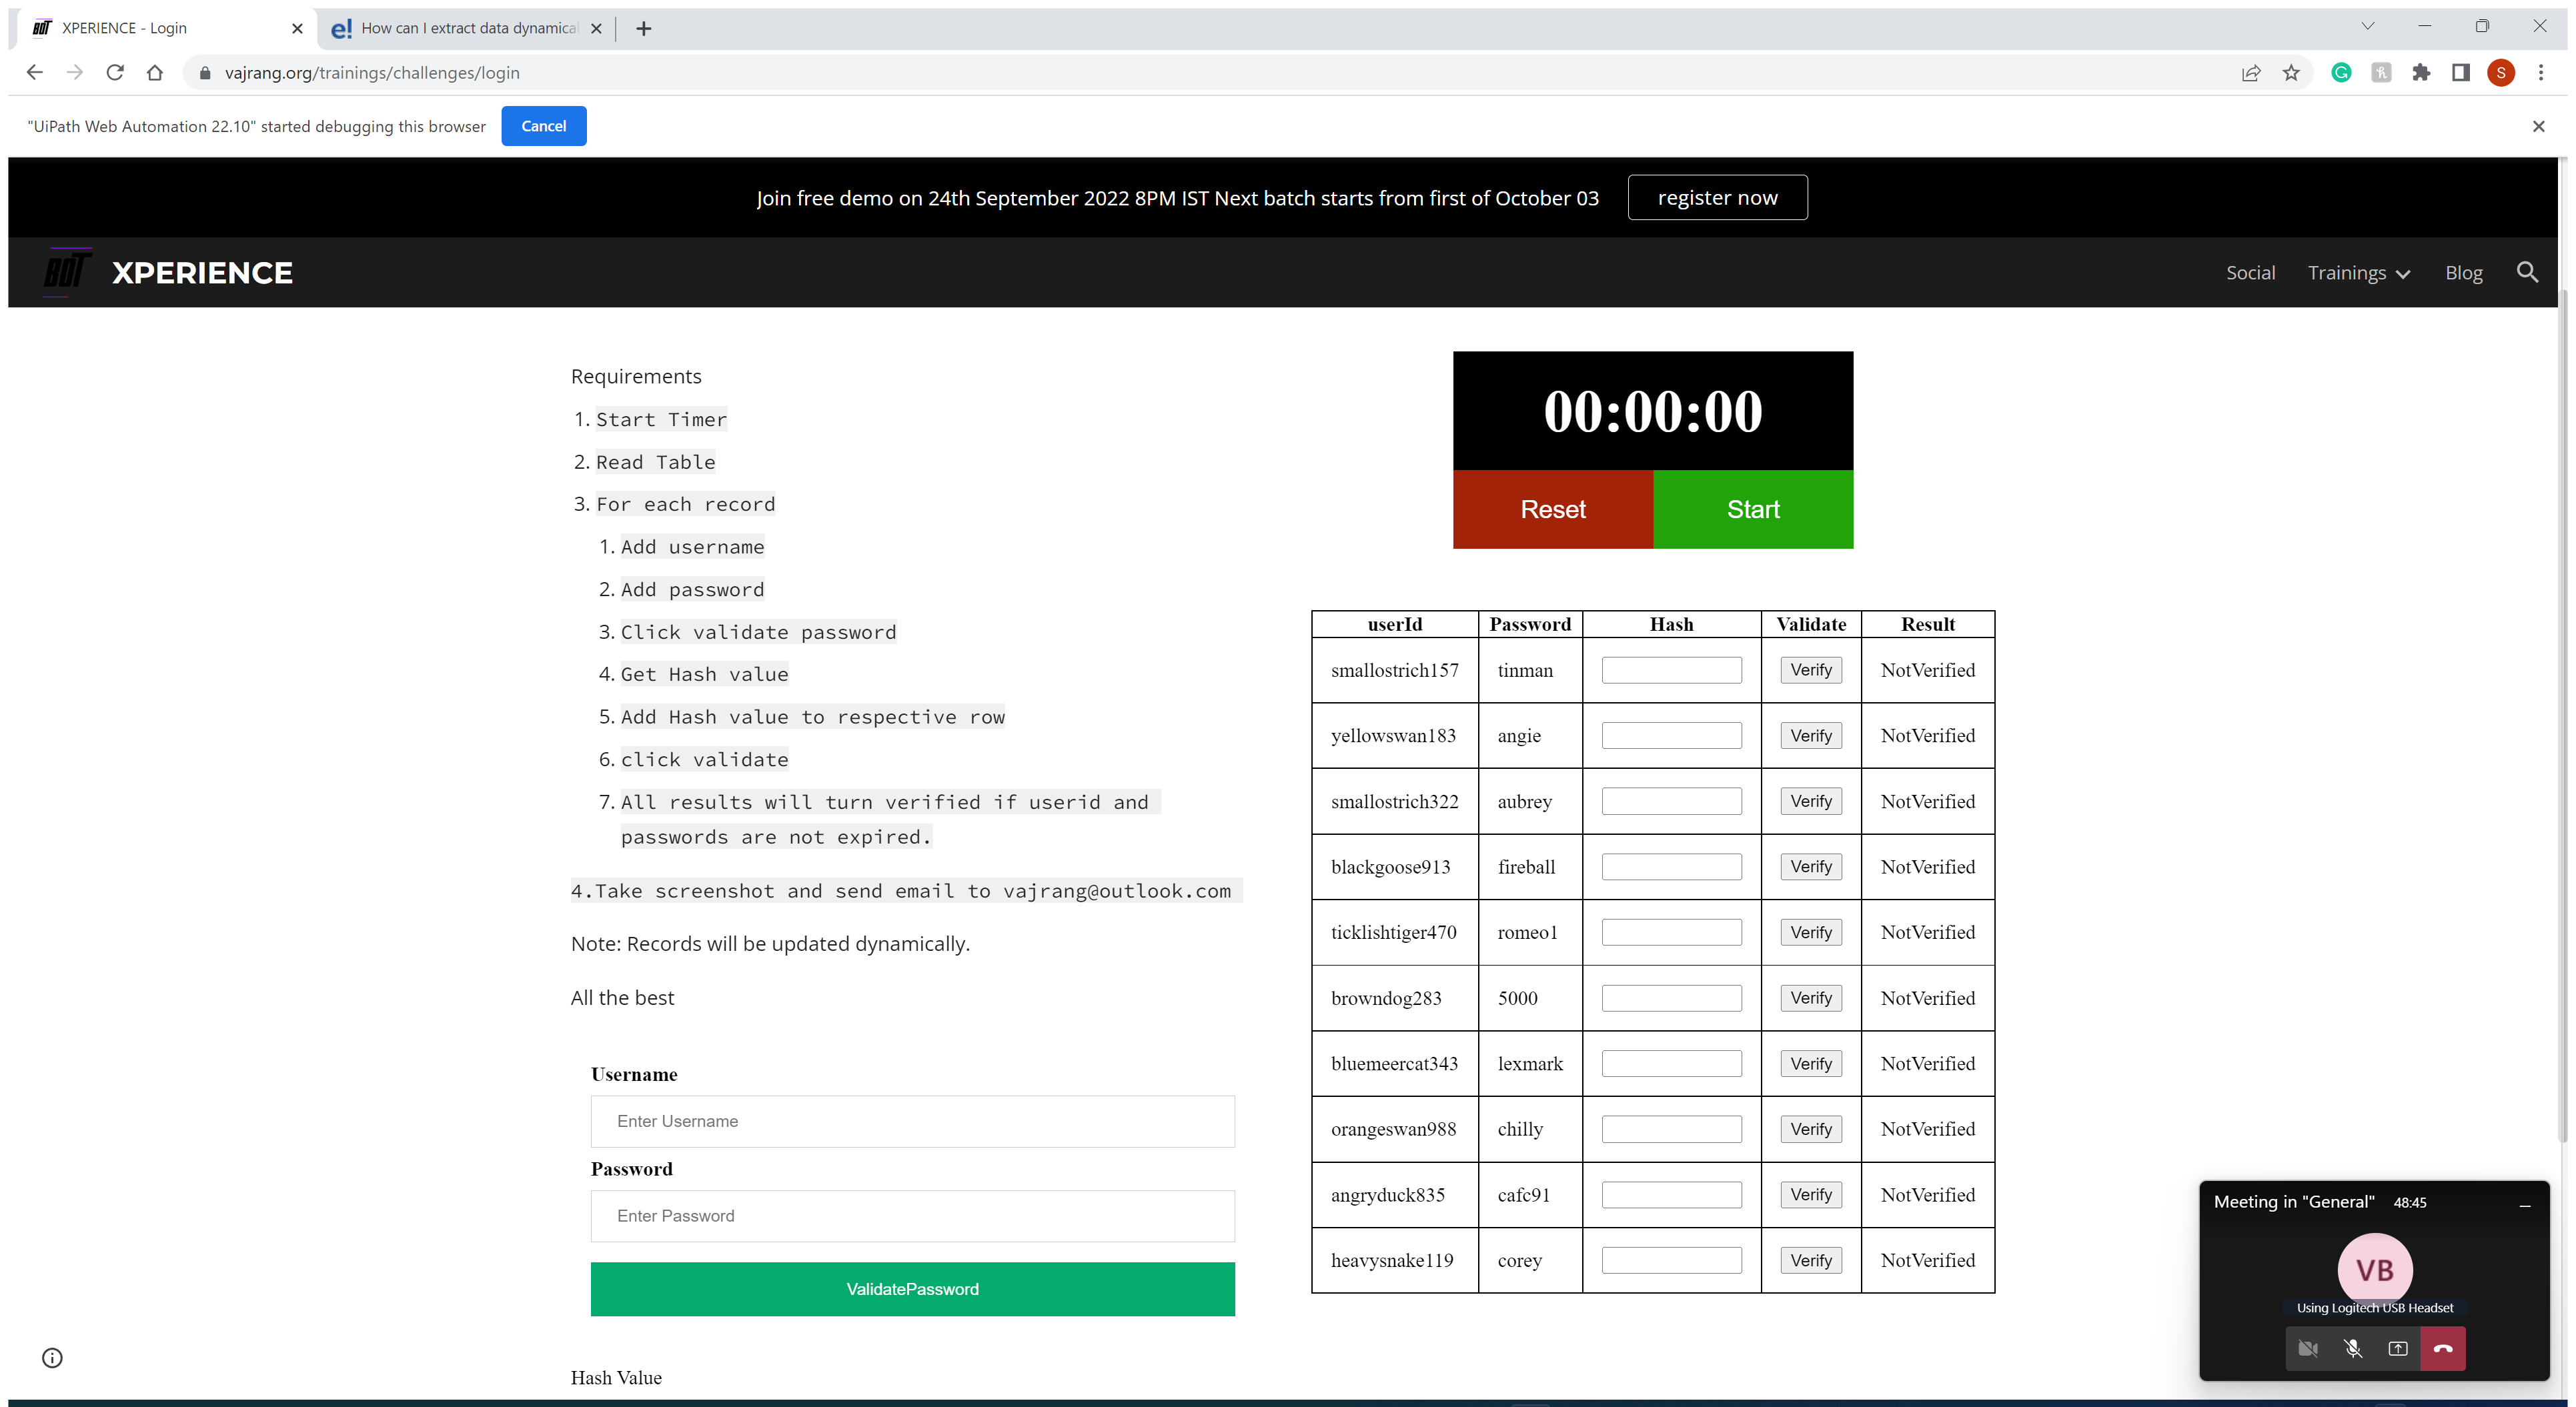 BOT XPERIENCE - Login
e! How can I extract data dynamical
vajrang.org/trainings/challenges/login
G
S
"UiPath Web Automation 22.10" started debugging this browser Cancel
Join free demo on 24th September 2022 8PM IST Next batch starts from first of October 03 register now
BOT XPERIENCE Social Trainings Blog
Requirements
1. Start Timer
2. Read Table
3. For each record
1. Add username
2. Add password
3. Click validate password
4. Get Hash value
5. Add Hash value to respective row
6. click validate
7. All results will turn verified if userid and
passwords are not expired.
4.Take screenshot and send email to vajrang@outlook.com
Note: Records will be updated dynamically.
All the best
Username
Enter Username
Password
Enter Password
ValidatePassword
Hash Value
00:00:00
Reset Start
userId Password Hash Validate Result
smallostrich157 tinman Verify NotVerified
yellowswan183 angie Verify NotVerified
smallostrich322 aubrey Verify NotVerified
blackgoose913 fireball Verify NotVerified
ticklishtiger470 romeo1 Verify NotVerified
browndog283 5000 Verify NotVerified
bluemeercat343 lexmark Verify NotVerified
orangeswan988 chilly Verify NotVerified
angryduck835 cafc91 Verify NotVerified
heavysnake119 corey Verify NotVerified
Meeting in "General" 48:45
VB
Using Logitech USB Headset